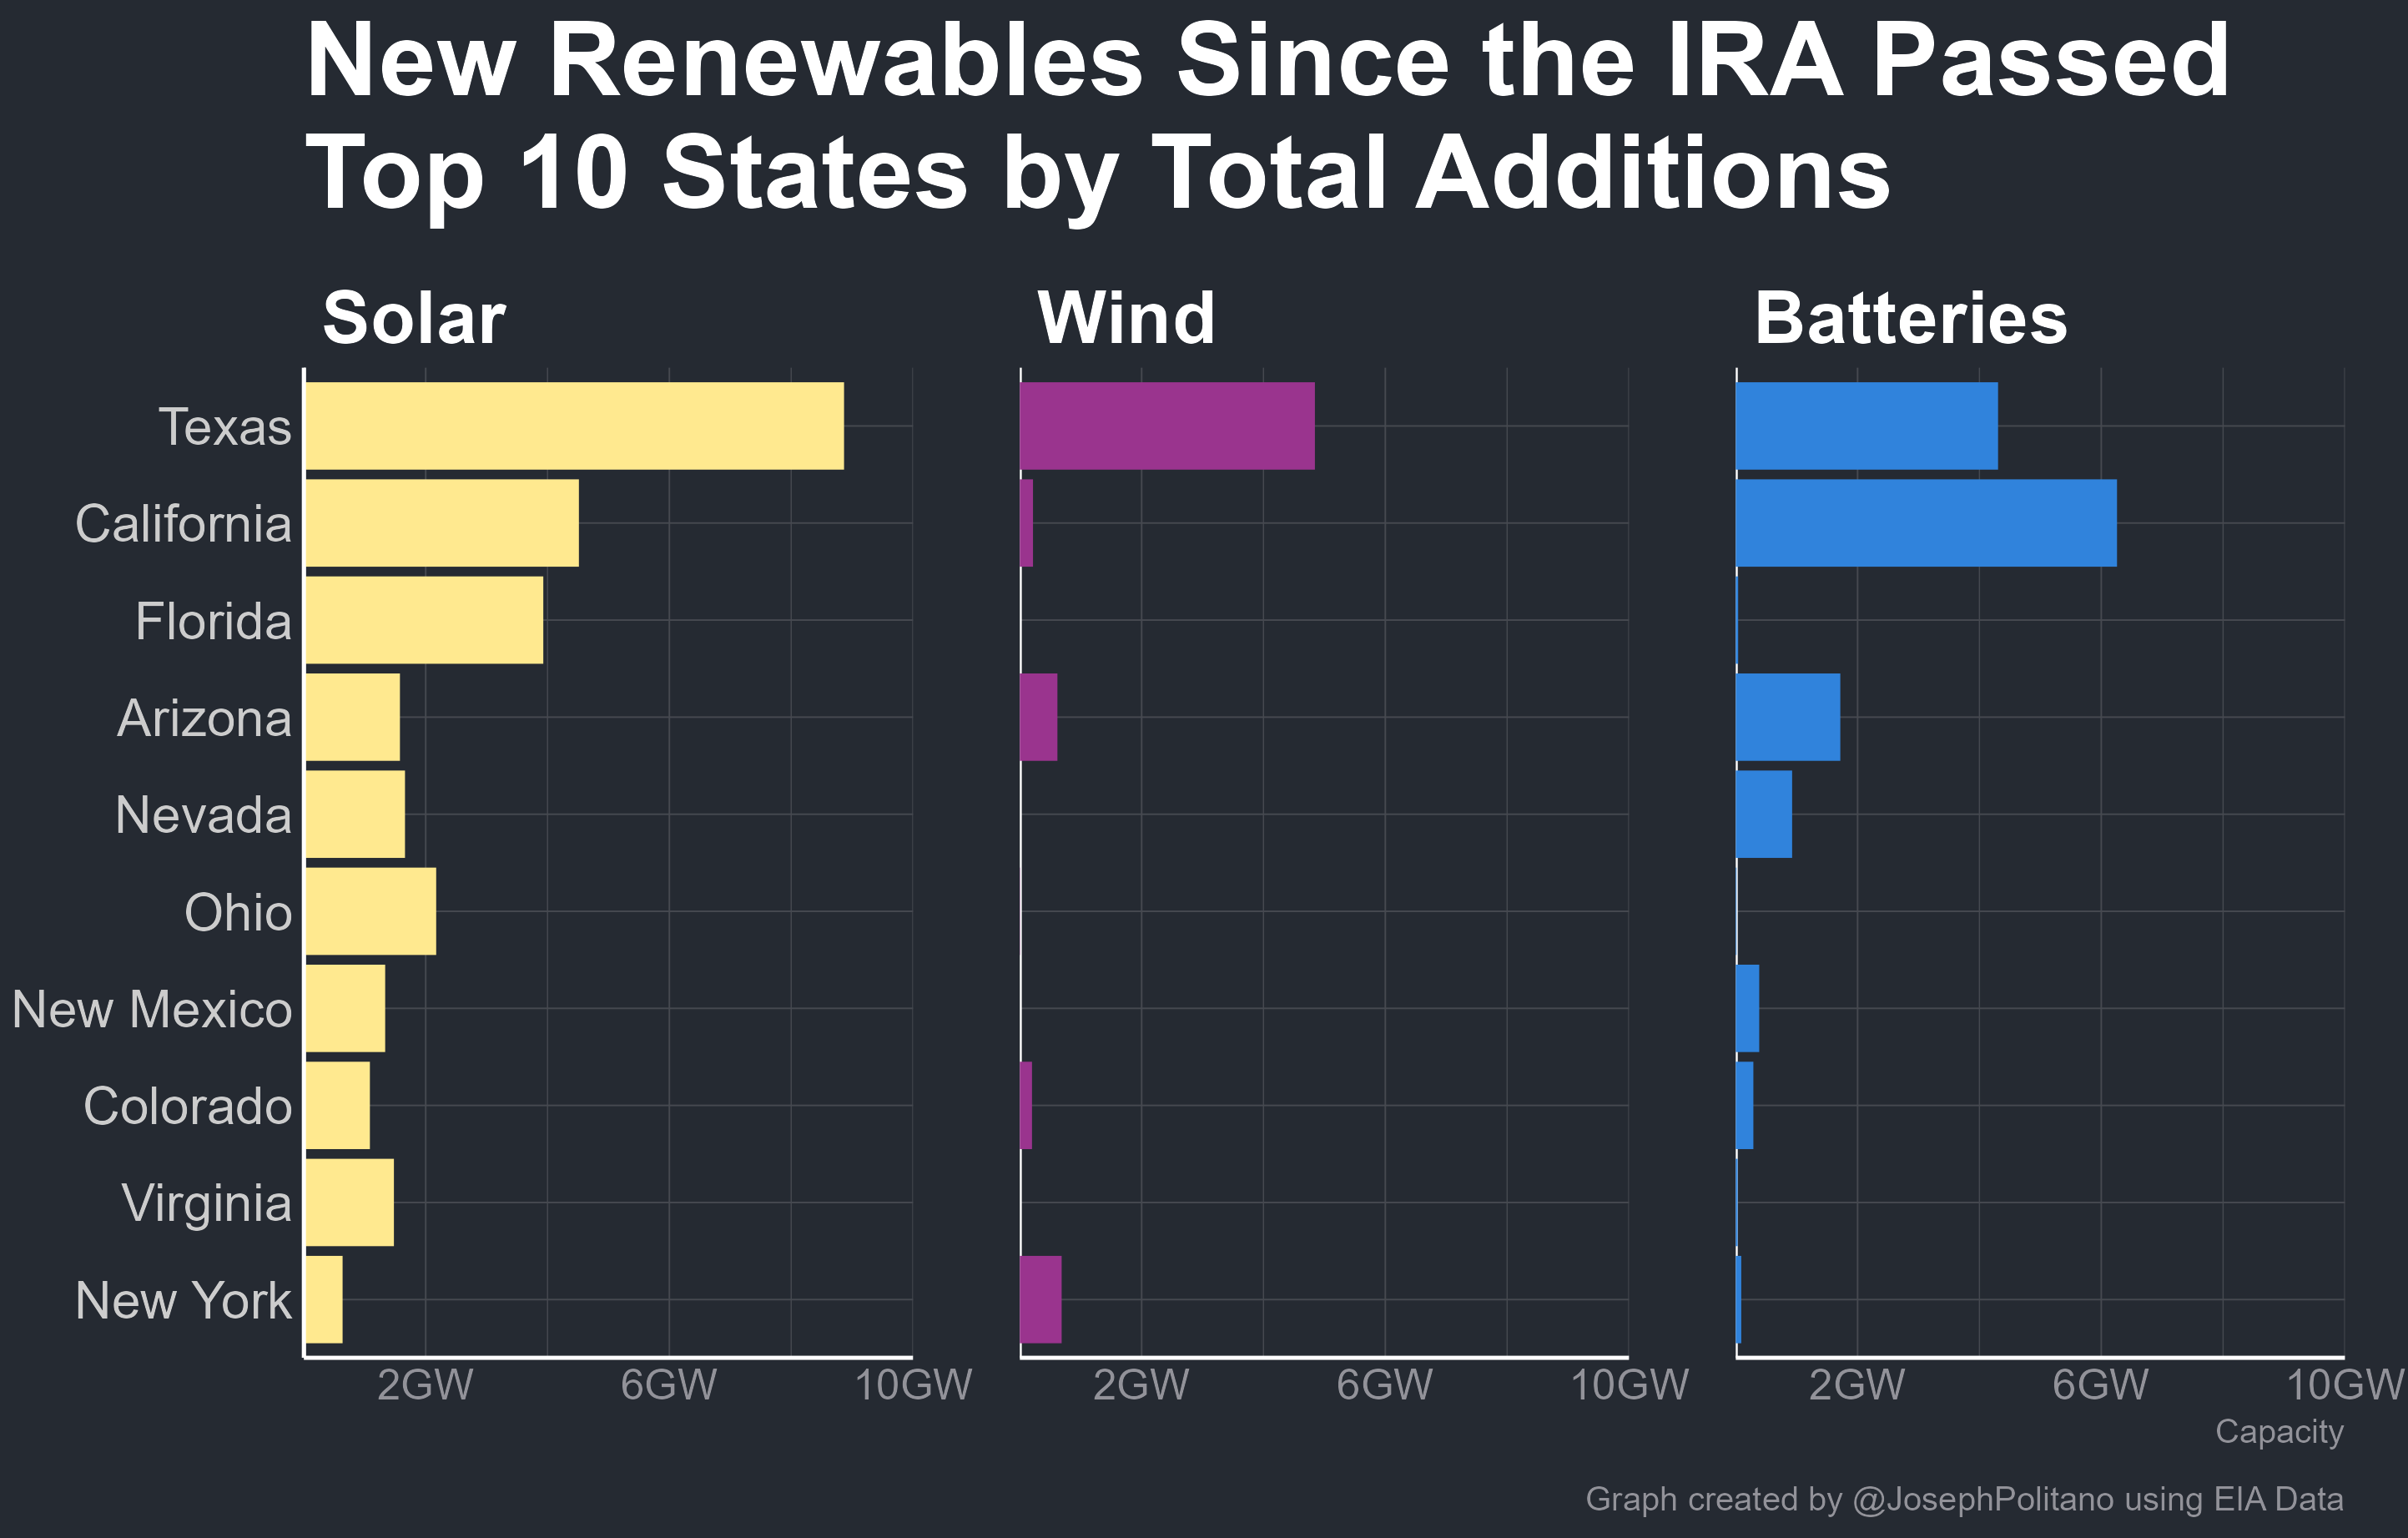 New Renewables Since the IRA Passed
Top 10 States by Total Additions
Solar
Wind
Batteries
Texas
California
Florida
Arizona
Nevada
Ohio
New Mexico
Colorado
Virginia
New York
2GW
6GW
10GW
2GW
6GW
10GW
2GW
6GW
10GW
Capacity
Graph created by @JosephPolitano using EIA Data